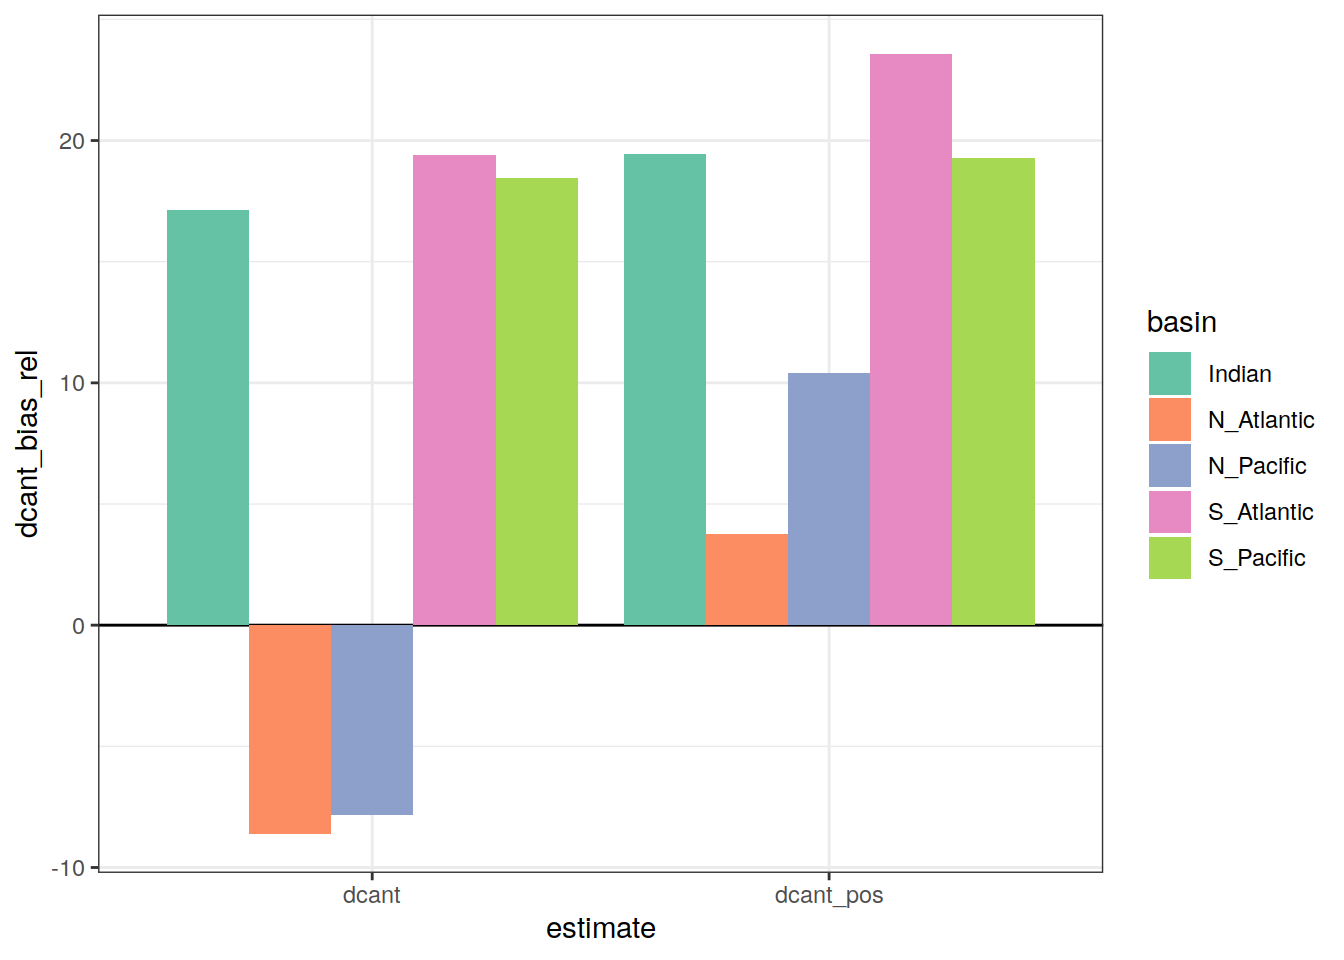 dcant_bias_rel
20
10
0
-10
dcant
dcant_pos
estimate
basin
Indian
N_Atlantic
N_Pacific
S_Atlantic
S_Pacific